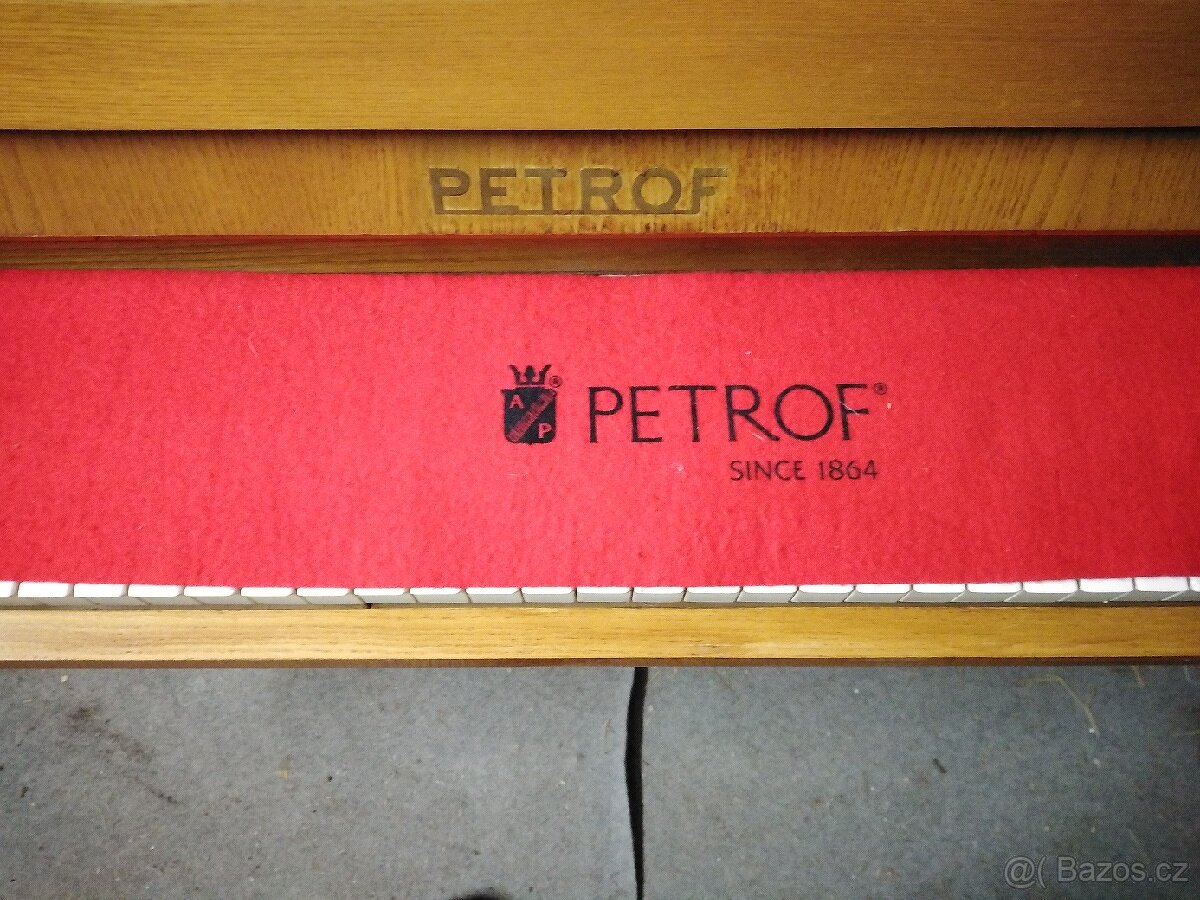 PETROF
A
P
®
PETROF®
SINCE 1864
@( Bazos.cz